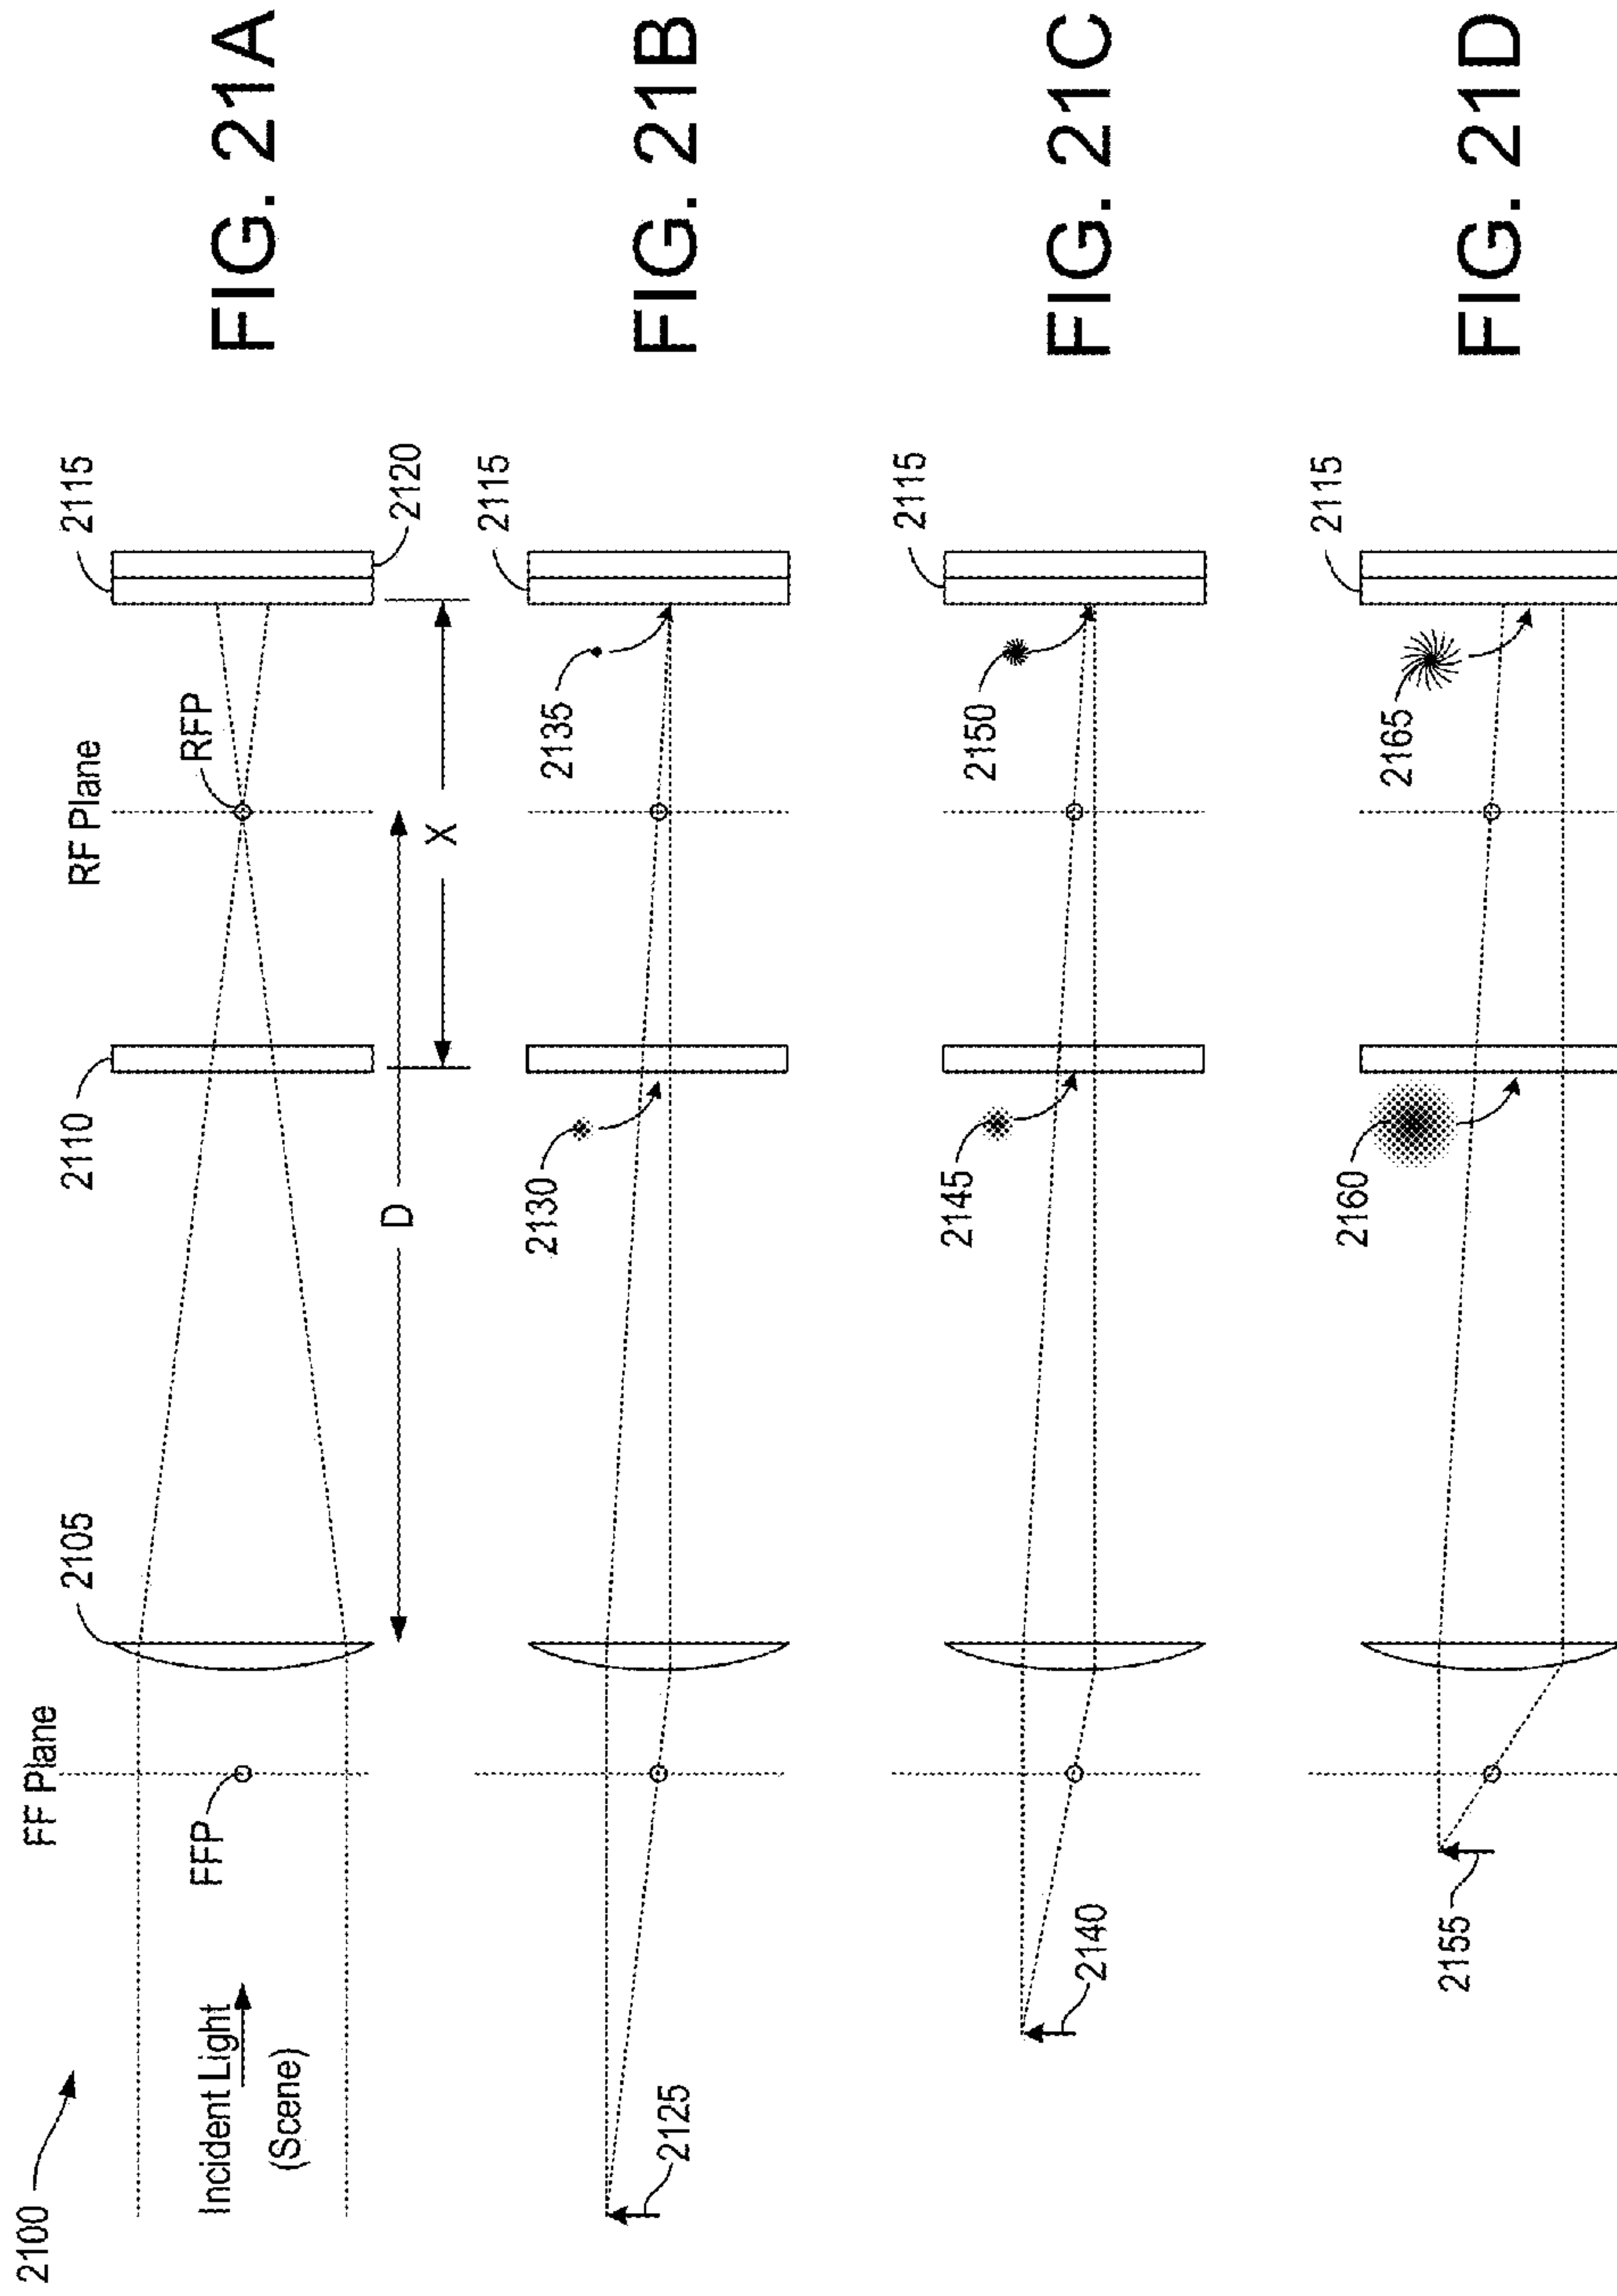 2100
FF Plane
2105
2110
RF Plane
2115
RFP
FFP
Incident Light
(Scene)
2120
D
X
FIG. 21A
2125
2130
2135
2115
FIG. 21B
2140
2145
2150
2115
FIG. 21C
2155
2160
2165
2115
FIG. 21D